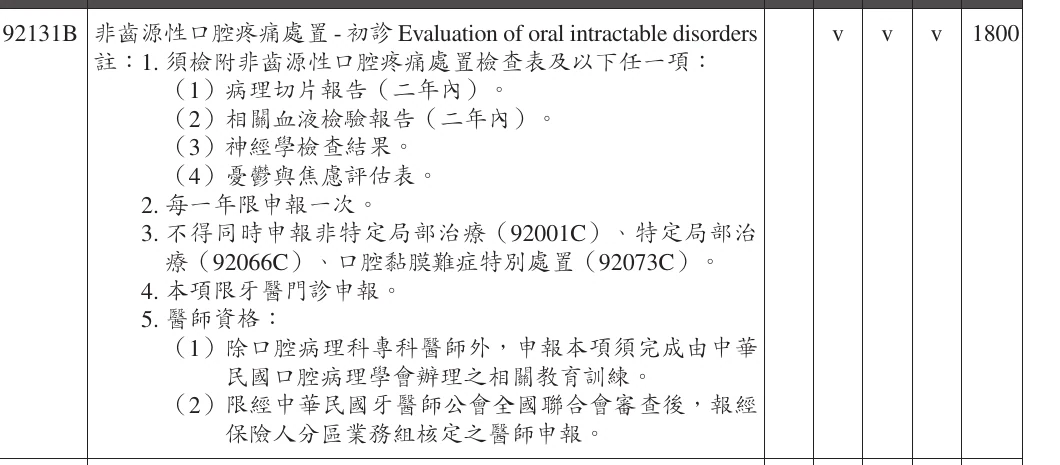 92131B 非齒源性口腔疼痛處置 - 初診 Evaluation of oral intractable disorders v v v 1800
註：1. 須檢附非齒源性口腔疼痛處置檢查表及以下任一項：
（1）病理切片報告（二年內）。
（2）相關血液檢驗報告（二年內）。
（3）神經學檢查結果。
（4）憂鬱與焦慮評估表。
2. 每一年限申報一次。
3. 不得同時申報非特定局部治療（92001C）、特定局部治
療（92066C）、口腔黏膜難症特別處置（92073C）。
4. 本項限牙醫門診申報。
5. 醫師資格：
（1）除口腔病理科專科醫師外，申報本項須完成由中華
民國口腔病理學會辦理之相關教育訓練。
（2）限經中華民國牙醫師公會全國聯合會審查後，報經
保險人分區業務組核定之醫師申報。